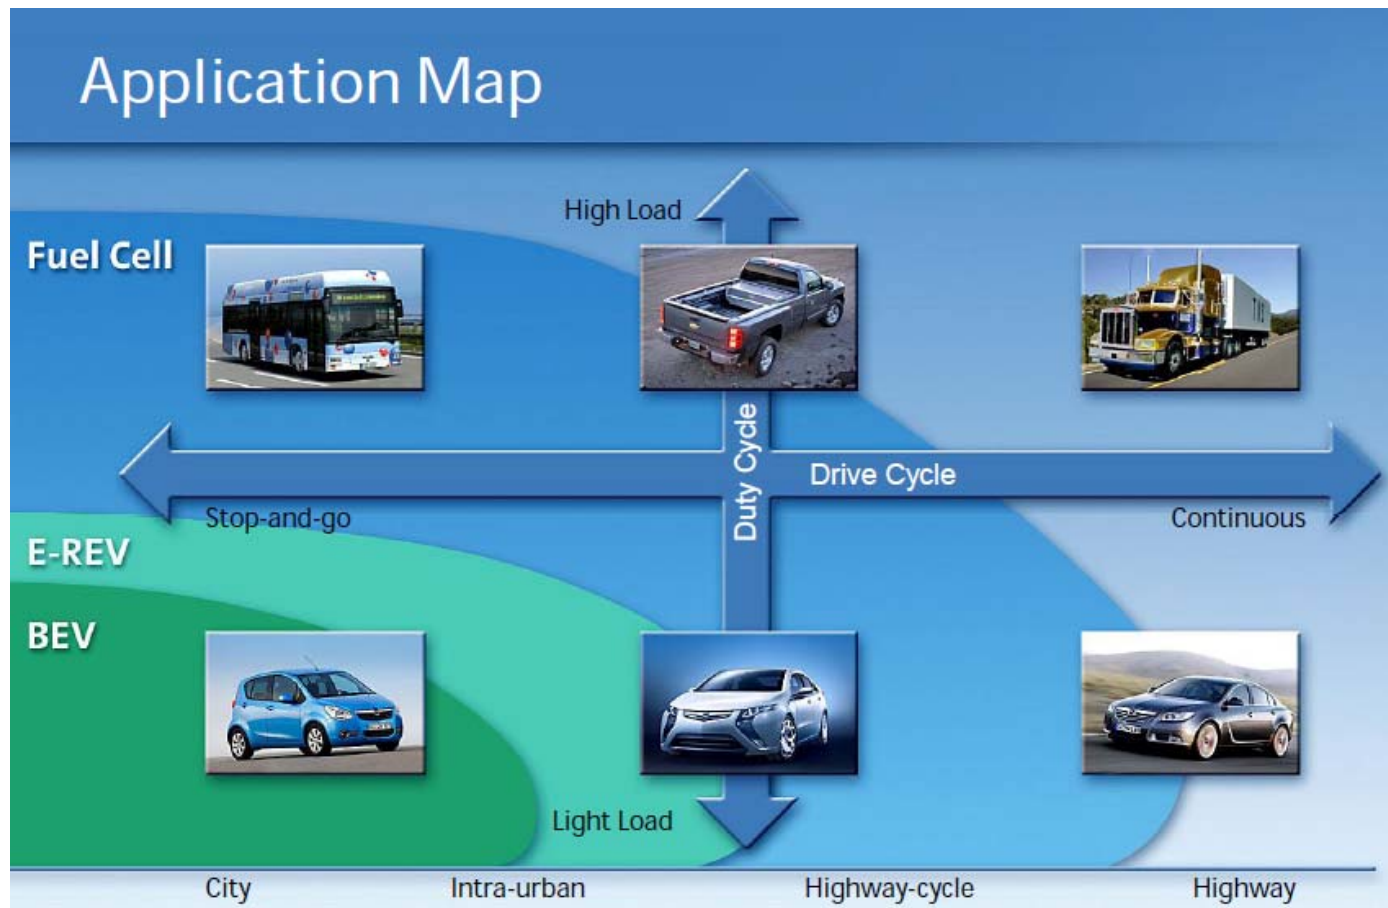 Application Map
High Load
Fuel Cell
Duty Cycle
Drive Cycle
Stop-and-go
Continuous
E-REV
BEV
Light Load
City
Intra-urban
Highway-cycle
Highway